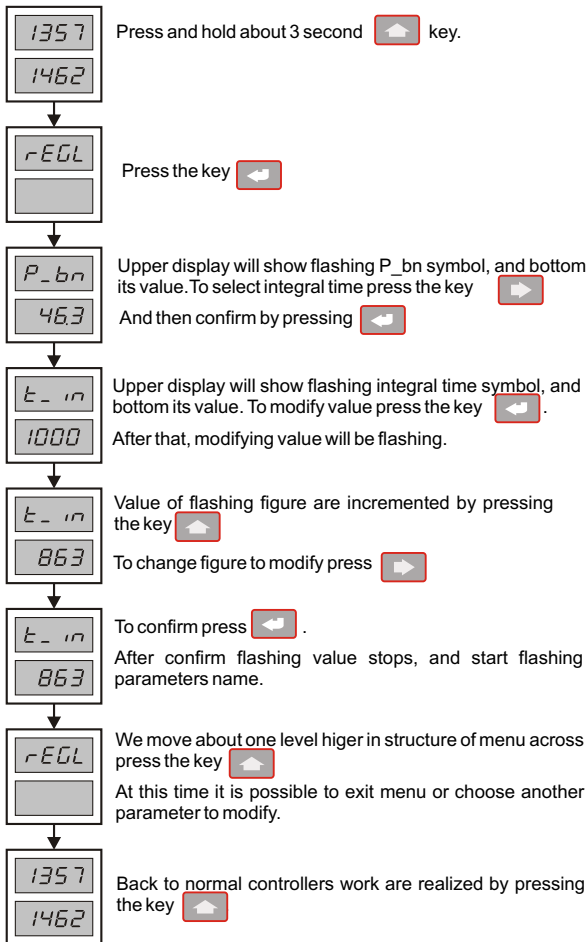 1357
Press and hold about 3 second key.
1462
rEGL
Press the key
P_bn
Upper display will show flashing P_bn symbol, and bottom
its value.To select integral time press the key
46.3
And then confirm by pressing
t_in
Upper display will show flashing integral time symbol, and
bottom its value. To modify value press the key .
1000
After that, modifying value will be flashing.
t_in
Value of flashing figure are incremented by pressing
the key
863
To change figure to modify press
t_in
To confirm press .
863
After confirm flashing value stops, and start flashing
parameters name.
rEGL
We move about one level higer in structure of menu across
press the key
At this time it is possible to exit menu or choose another
parameter to modify.
1357
Back to normal controllers work are realized by pressing
the key
1462